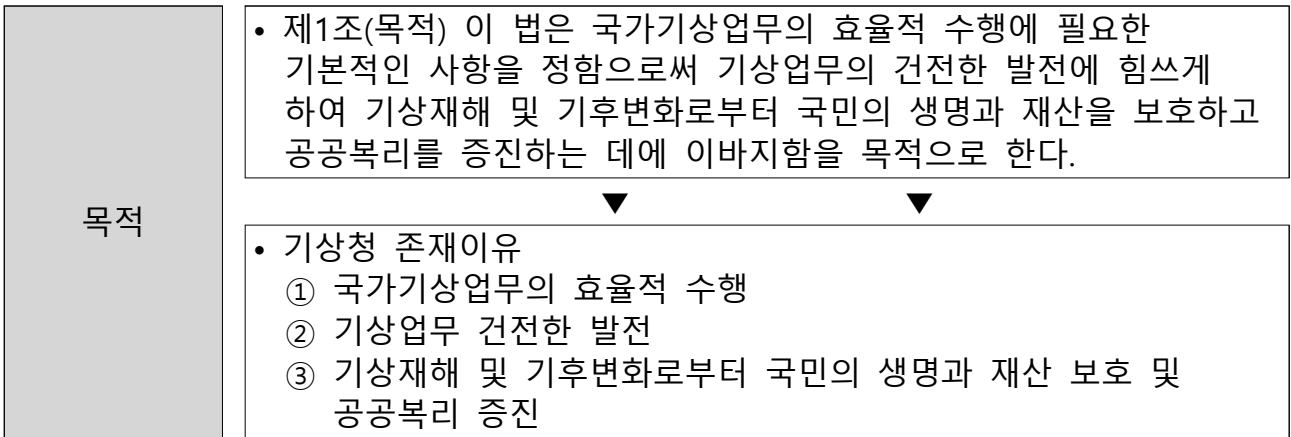 목적
• 제1조(목적) 이 법은 국가기상업무의 효율적 수행에 필요한
기본적인 사항을 정함으로써 기상업무의 건전한 발전에 힘쓰게
하여 기상재해 및 기후변화로부터 국민의 생명과 재산을 보호하고
공공복리를 증진하는 데에 이바지함을 목적으로 한다.
▼ ▼
• 기상청 존재이유
① 국가기상업무의 효율적 수행
② 기상업무 건전한 발전
③ 기상재해 및 기후변화로부터 국민의 생명과 재산 보호 및
공공복리 증진